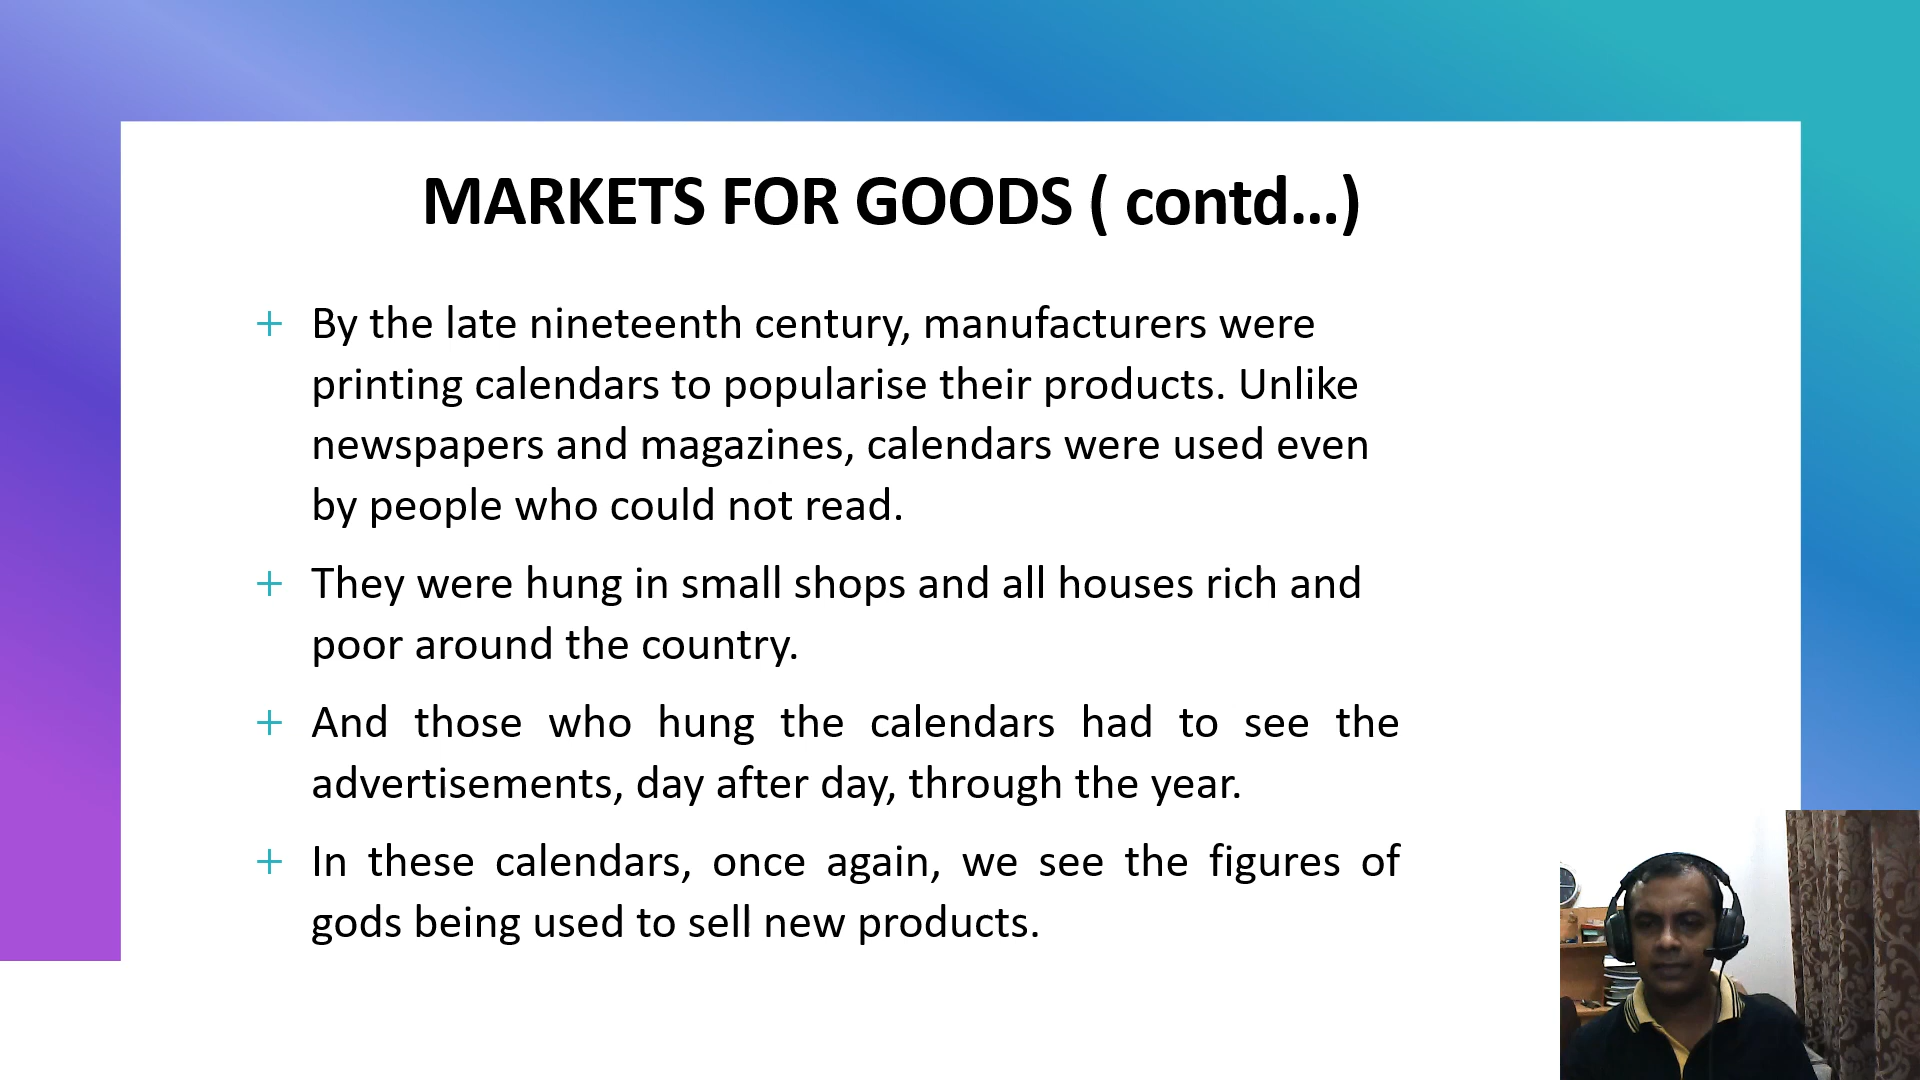 MARKETS FOR GOODS ( contd...)
+ By the late nineteenth century, manufacturers were
printing calendars to popularise their products. Unlike
newspapers and magazines, calendars were used even
by people who could not read.
+ They were hung in small shops and all houses rich and
poor around the country.
+ And those who hung the calendars had to see the
advertisements, day after day, through the year.
+ In these calendars, once again, we see the figures of
gods being used to sell new products.